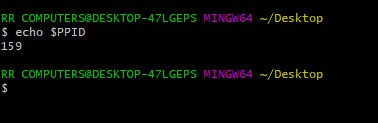 RR COMPUTERS@DESKTOP-47LGEPS MINGW64 ~/Desktop
$ echo $PPID
159
RR COMPUTERS@DESKTOP-47LGEPS MINGW64 ~/Desktop
$